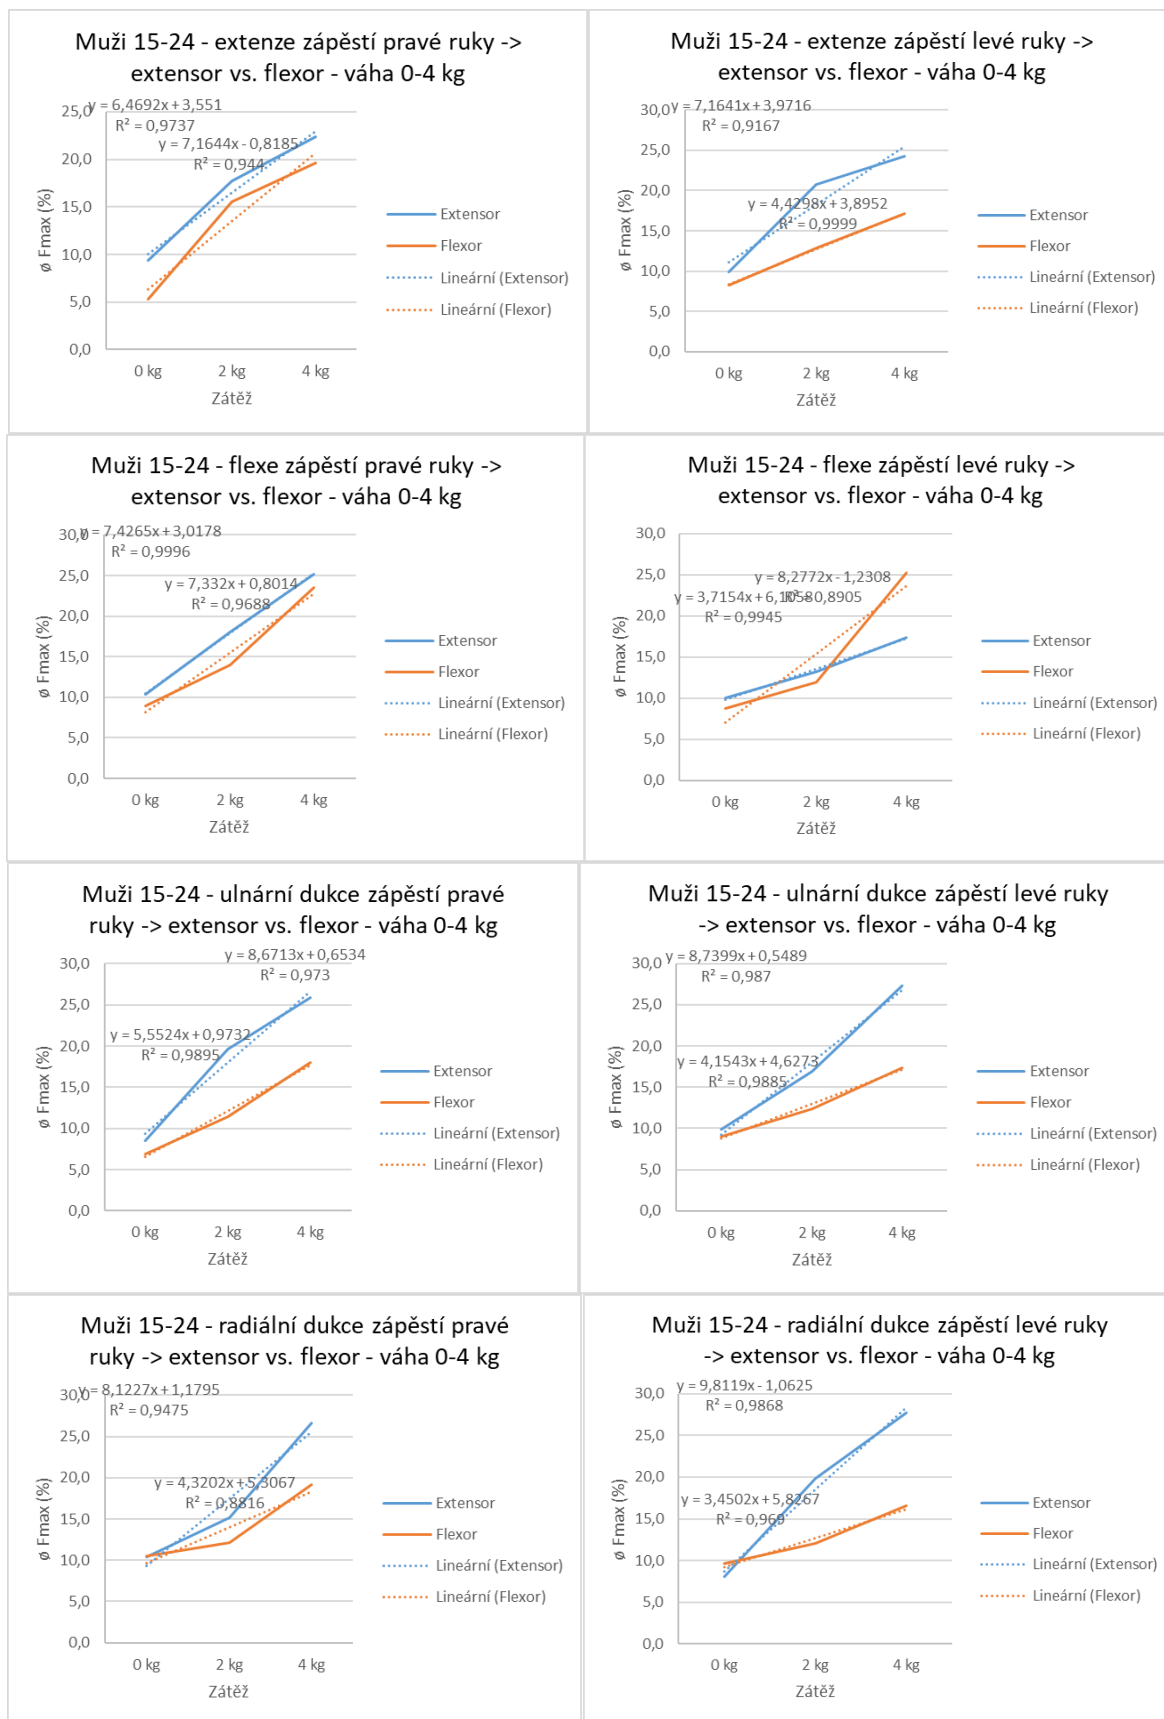 Muži 15-24 - extenze zápěstí pravé ruky ->
extensor vs. flexor - váha 0-4 kg
y = 6,4692x + 3,551
R² = 0,9737
y = 7,1644x - 0,8185
R² = 0,944
25,0
20,0
15,0
10,0
5,0
0,0
ø Fmax (%)
0 kg
2 kg
4 kg
Zátěž
Extensor
Flexor
Lineární (Extensor)
Lineární (Flexor)
Muži 15-24 - extenze zápěstí levé ruky ->
extensor vs. flexor - váha 0-4 kg
y = 7,1641x + 3,9716
R² = 0,9167
y = 4,4298x + 3,8952
R² = 0,9999
30,0
25,0
20,0
15,0
10,0
5,0
0,0
ø Fmax (%)
0 kg
2 kg
4 kg
Zátěž
Extensor
Flexor
Lineární (Extensor)
Lineární (Flexor)
Muži 15-24 - flexe zápěstí pravé ruky ->
extensor vs. flexor - váha 0-4 kg
y = 7,4265x + 3,0178
R² = 0,9996
y = 7,332x + 0,8014
R² = 0,9688
30,0
25,0
20,0
15,0
10,0
5,0
0,0
ø Fmax (%)
0 kg
2 kg
4 kg
Zátěž
Extensor
Flexor
Lineární (Extensor)
Lineární (Flexor)
Muži 15-24 - flexe zápěstí levé ruky ->
extensor vs. flexor - váha 0-4 kg
y = 8,2772x - 1,2308
R² = 0,8905
y = 3,7154x +
R² = 0,9945
30,0
25,0
20,0
15,0
10,0
5,0
0,0
ø Fmax (%)
0 kg
2 kg
4 kg
Zátěž
Extensor
Flexor
Lineární (Extensor)
Lineární (Flexor)
Muži 15-24 - ulnární dukce zápěstí pravé
ruky -> extensor vs. flexor - váha 0-4 kg
y = 8,6713x + 0,6534
R² = 0,973
y = 5,5524x + 0,9732
R² = 0,9895
30,0
25,0
20,0
15,0
10,0
5,0
0,0
ø Fmax (%)
0 kg
2 kg
4 kg
Zátěž
Extensor
Flexor
Lineární (Extensor)
Lineární (Flexor)
Muži 15-24 - ulnární dukce zápěstí levé ruky
-> extensor vs. flexor - váha 0-4 kg
y = 8,7399x + 0,5489
R² = 0,987
y = 4,1543x + 4,6273
R² = 0,9885
30,0
25,0
20,0
15,0
10,0
5,0
0,0
ø Fmax (%)
0 kg
2 kg
4 kg
Zátěž
Extensor
Flexor
Lineární (Extensor)
Lineární (Flexor)
Muži 15-24 - radiální dukce zápěstí pravé
ruky -> extensor vs. flexor - váha 0-4 kg
y = 8,1227x + 1,1795
R² = 0,9475
y = 4,3202x + 5,3067
R² = 0,8816
30,0
25,0
20,0
15,0
10,0
5,0
0,0
ø Fmax (%)
0 kg
2 kg
4 kg
Zátěž
Extensor
Flexor
Lineární (Extensor)
Lineární (Flexor)
Muži 15-24 - radiální dukce zápěstí levé ruky
-> extensor vs. flexor - váha 0-4 kg
y = 9,8119x - 1,0625
R² = 0,9868
y = 3,4502x + 5,8267
R² = 0,969
30,0
25,0
20,0
15,0
10,0
5,0
0,0
ø Fmax (%)
0 kg
2 kg
4 kg
Zátěž
Extensor
Flexor
Lineární (Extensor)
Lineární (Flexor)